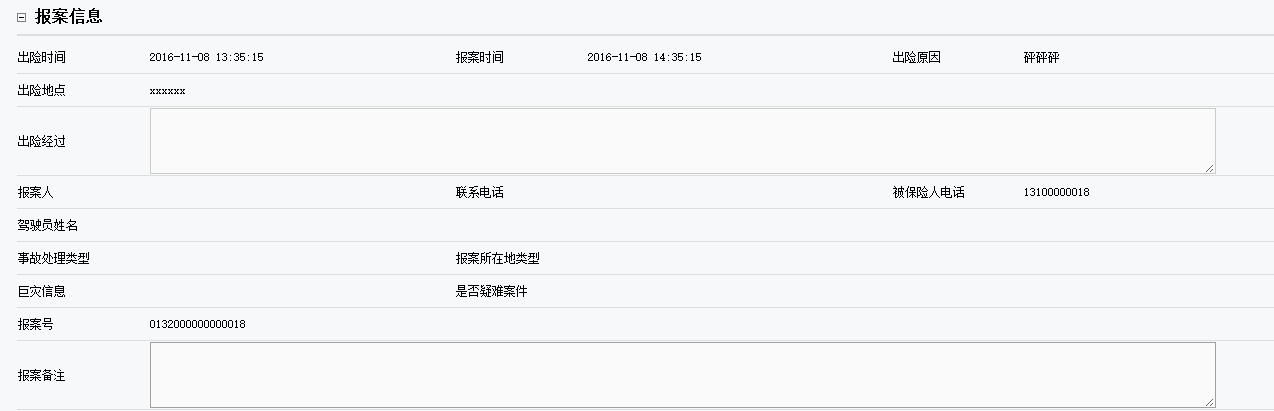 报案信息
出险时间 2016-11-08 13:35:15 报案时间 2016-11-08 14:35:15 出险原因 砰砰砰
出险地点 xxxxxx
出险经过
报案人 联系电话 被保险人电话 13100000018
驾驶员姓名
事故处理类型 报案所在地类型
巨灾信息 是否疑难案件
报案号 0132000000000018
报案备注